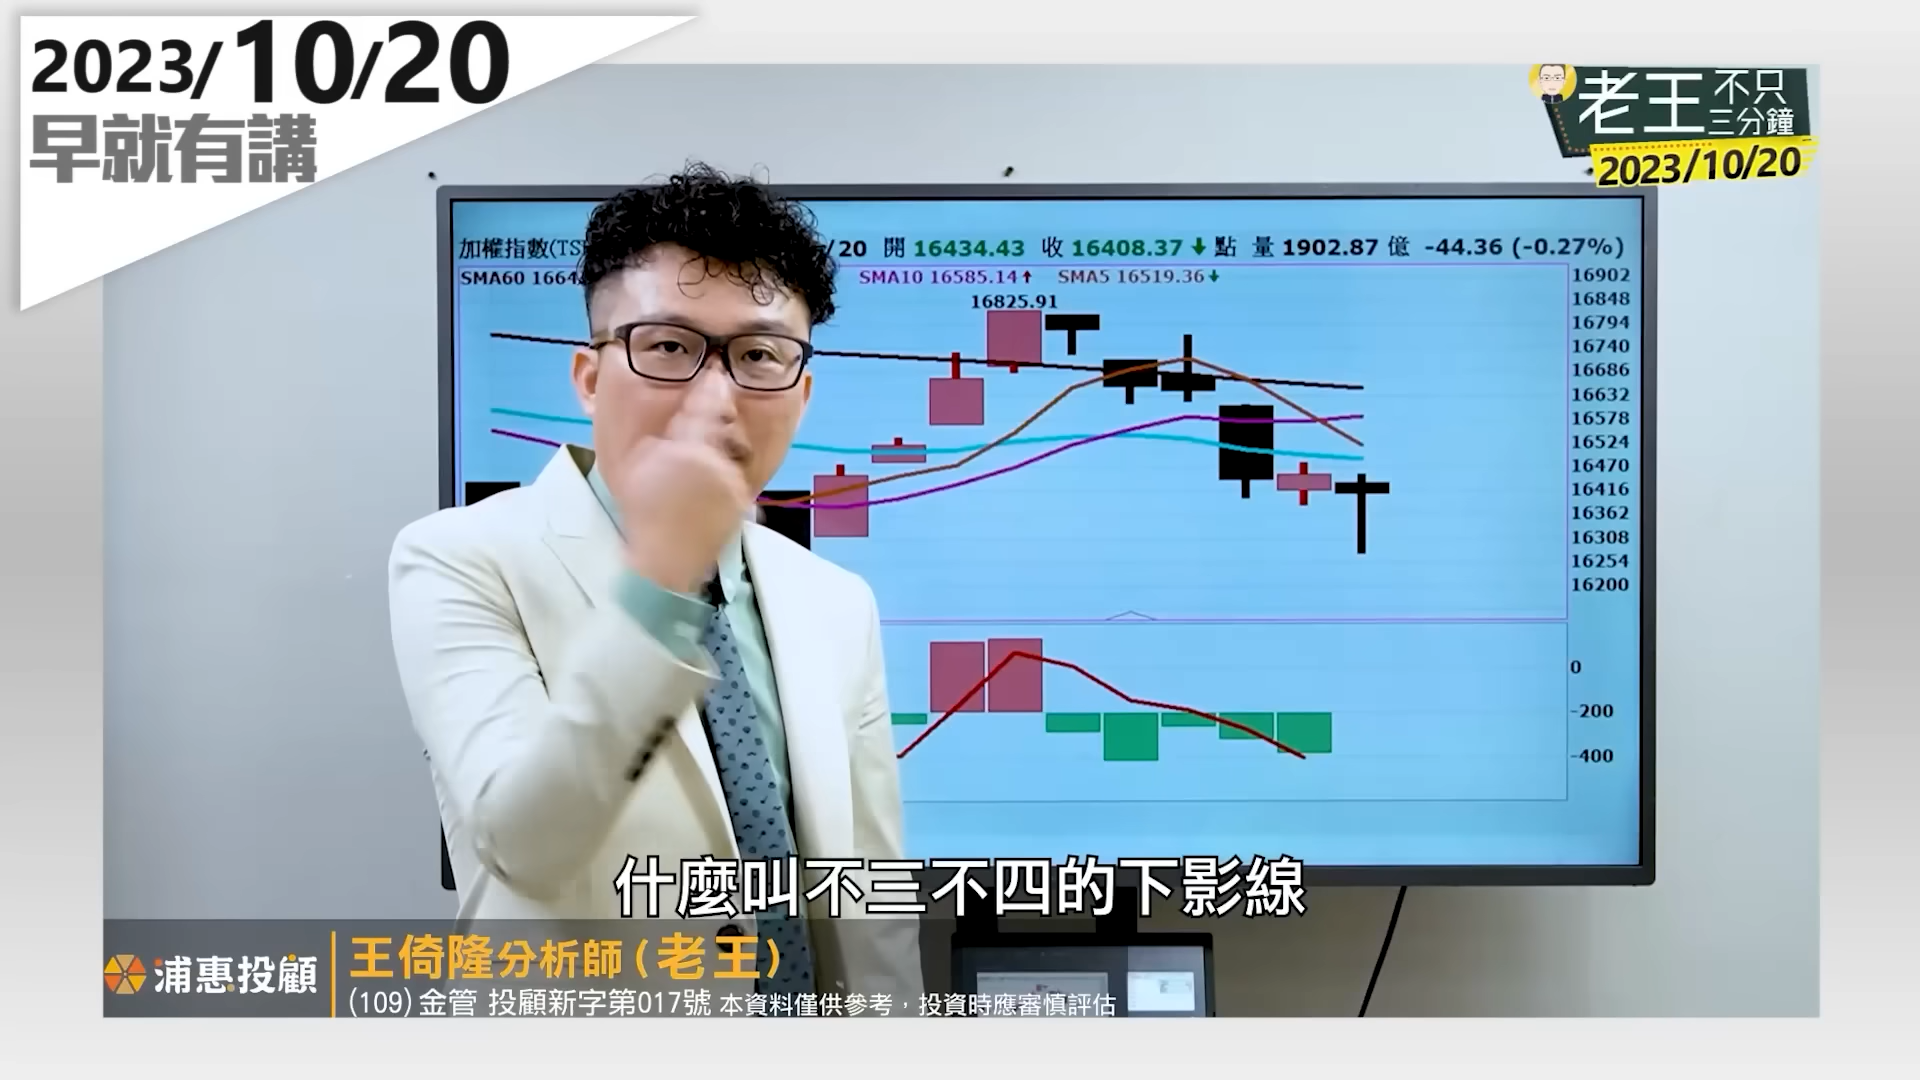 2023/10/20
早就有講
老王不只三分鐘
2023/10/20
加權指數(TS
/20 開 16434.43 收 16408.37↓點 量 1902.87 億 -44.36 (-0.27%)
SMA60 1664
SMA10 16585.14↑ SMA5 16519.36↓
16825.91
16902
16848
16794
16740
16686
16632
16578
16524
16470
16416
16362
16308
16254
16200
0
-200
-400
什麼叫不三不四的下影線
浦惠投顧
王倚隆分析師(老王)
(109)金管 投顧新字第017號 本資料僅供參考,投資時應審慎評估